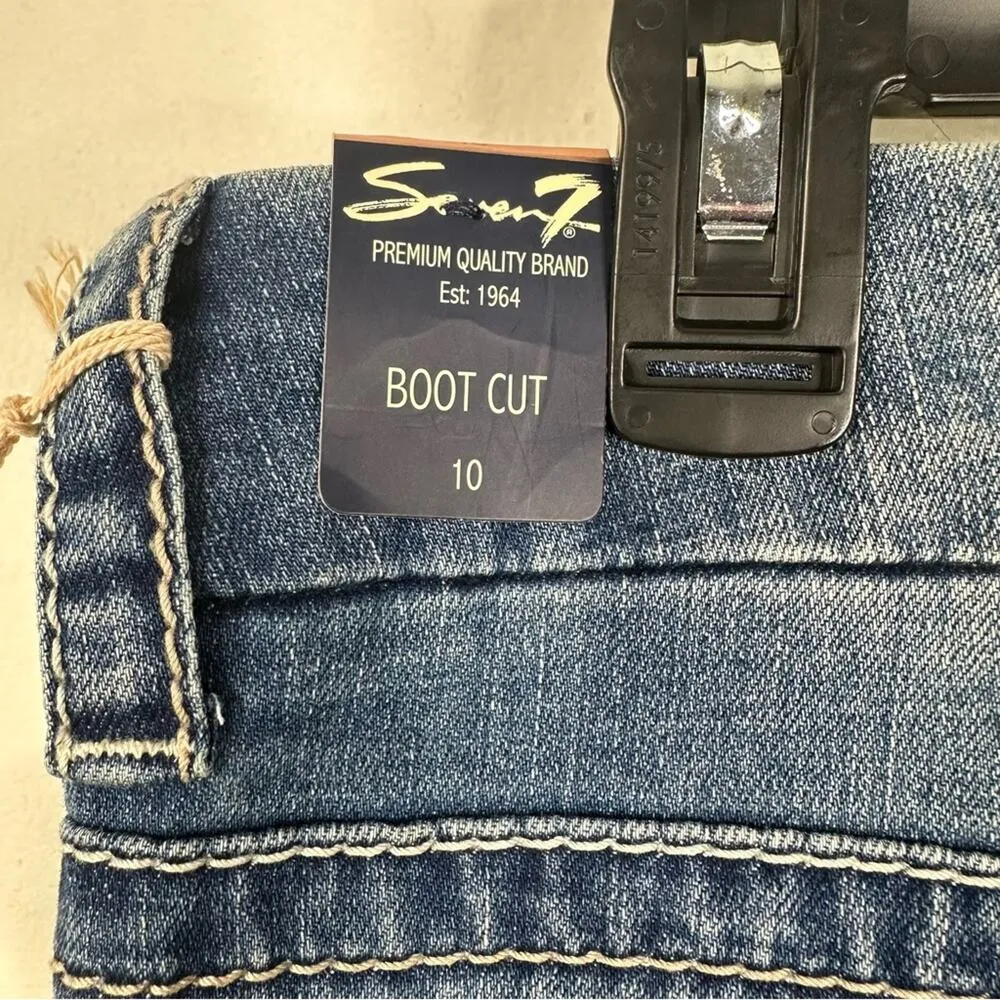 Seven7®
PREMIUM QUALITY BRAND
Est: 1964
BOOT CUT
10
14199/5